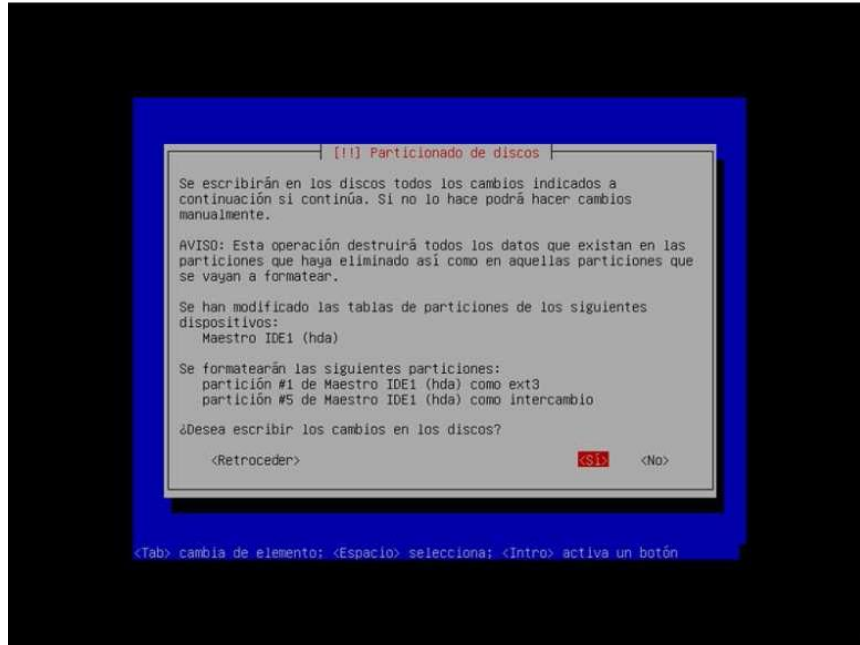 [!!] Particionado de discos
Se escribirán en los discos todos los cambios indicados a
continuación si continúa. Si no lo hace podrá hacer cambios
manualmente.
AVISO: Esta operación destruirá todos los datos que existan en las
particiones que haya eliminado así como en aquellas particiones que
se vayan a formatear.
Se han modificado las tablas de particiones de los siguientes
dispositivos:
Maestro IDE1 (hda)
Se formatearán las siguientes particiones:
partición #1 de Maestro IDE1 (hda) como ext3
partición #5 de Maestro IDE1 (hda) como intercambio
¿Desea escribir los cambios en los discos?
<Retroceder> <Sí> <No>
<Tab> cambia de elemento; <Espacio> selecciona; <Intro> activa un botón